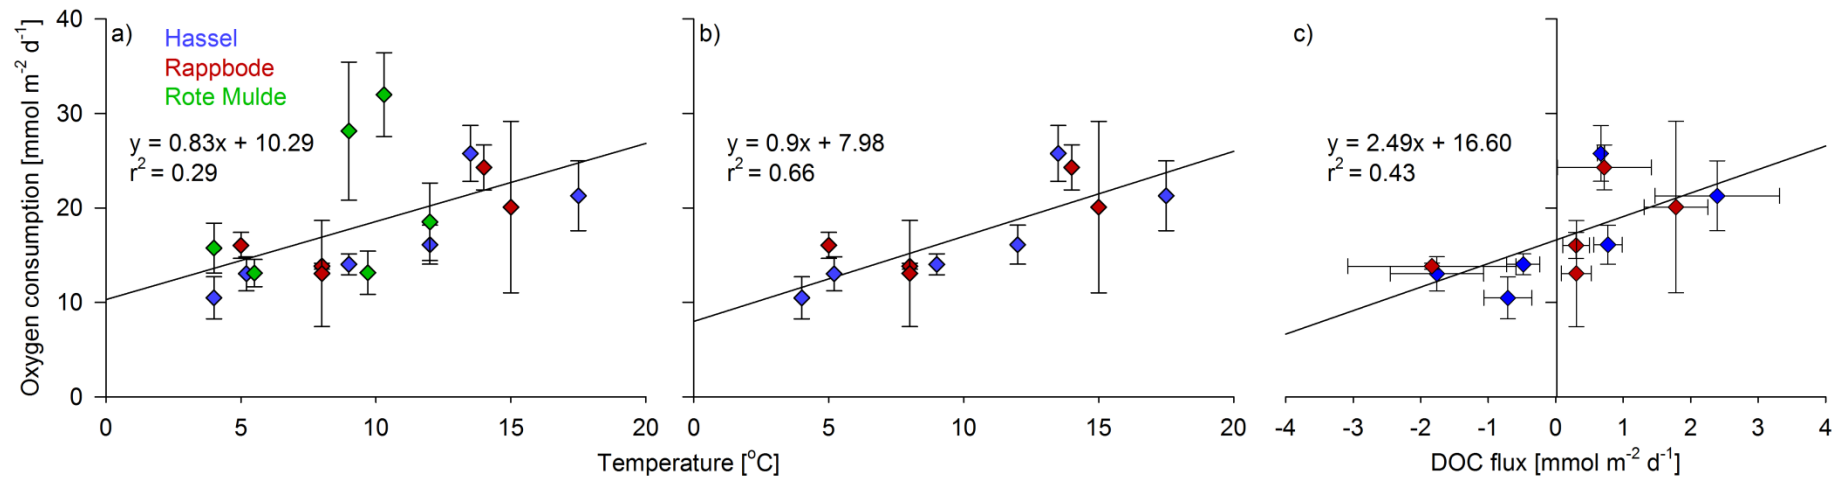 Oxygen consumption [mmol m⁻² d⁻¹]
40
30
20
10
0
a)
Hassel
Rappbode
Rote Mulde
y = 0.83x + 10.29
r² = 0.29
0 5 10 15 20
b)
y = 0.9x + 7.98
r² = 0.66
0 5 10 15 20
Temperature [°C]
c)
y = 2.49x + 16.60
r² = 0.43
-4 -3 -2 -1 0 1 2 3 4
DOC flux [mmol m⁻² d⁻¹]